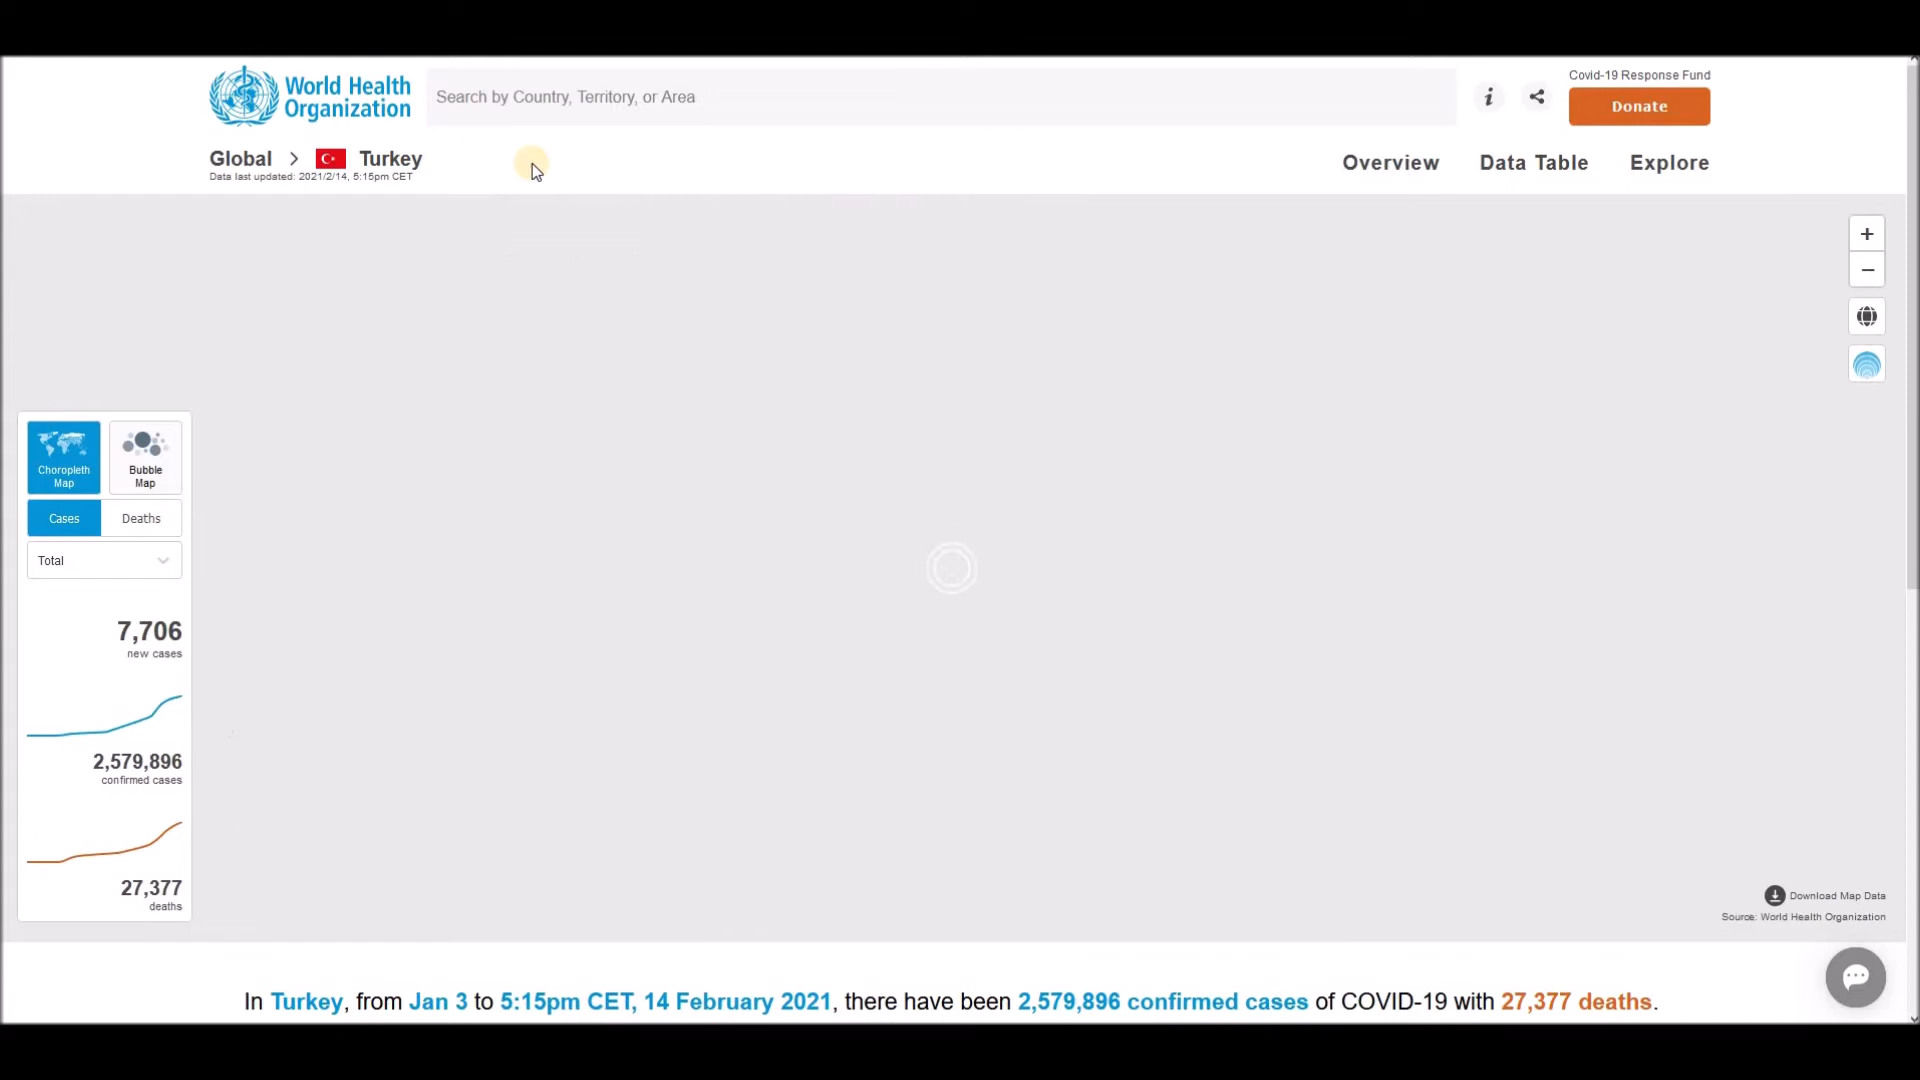 World Health
Organization
Search by Country, Territory, or Area
Covid-19 Response Fund
Donate
Global > Turkey
Data last updated: 2021/2/14, 5:15pm CET
Overview Data Table Explore
+
−
Choropleth
Map
Bubble
Map
Cases Deaths
Total
7,706
new cases
2,579,896
confirmed cases
27,377
deaths
Download Map Data
Source: World Health Organization
In Turkey, from Jan 3 to 5:15pm CET, 14 February 2021, there have been 2,579,896 confirmed cases of COVID-19 with 27,377 deaths.